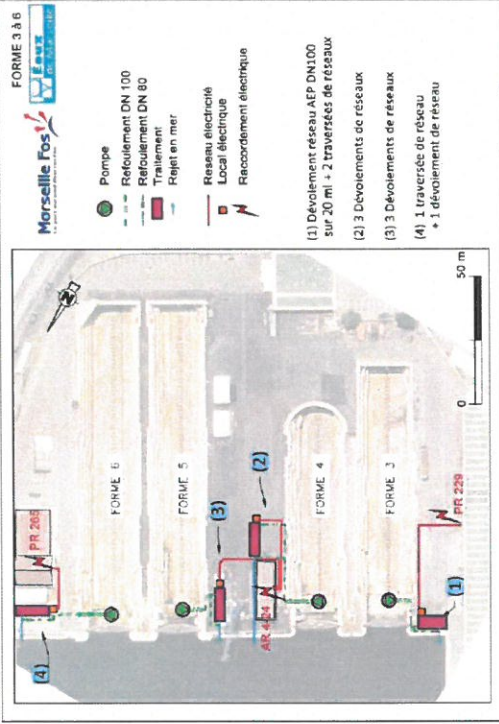 FORME 3 à 6
Marseille Fos
Eaux
de Marseille
Pompe
Refoulement DN 100
Refoulement DN 80
Traitement
Rejet en mer
Reseau électricité
Local électrique
Raccordement électrique
(1) Dévoiement réseau AEP DN100
sur 20 ml + 2 traversées de réseaux
(2) 3 Dévoiements de réseaux
(3) 3 Dévoiements de réseaux
(4) 1 traversée de réseau
+ 1 dévoiement de réseau
N
PR 265
(4)
FORME 6
FORME 5
(3)
(2)
AR 4-24
FORME 4
FORME 3
PR 229
(1)
0
50 m